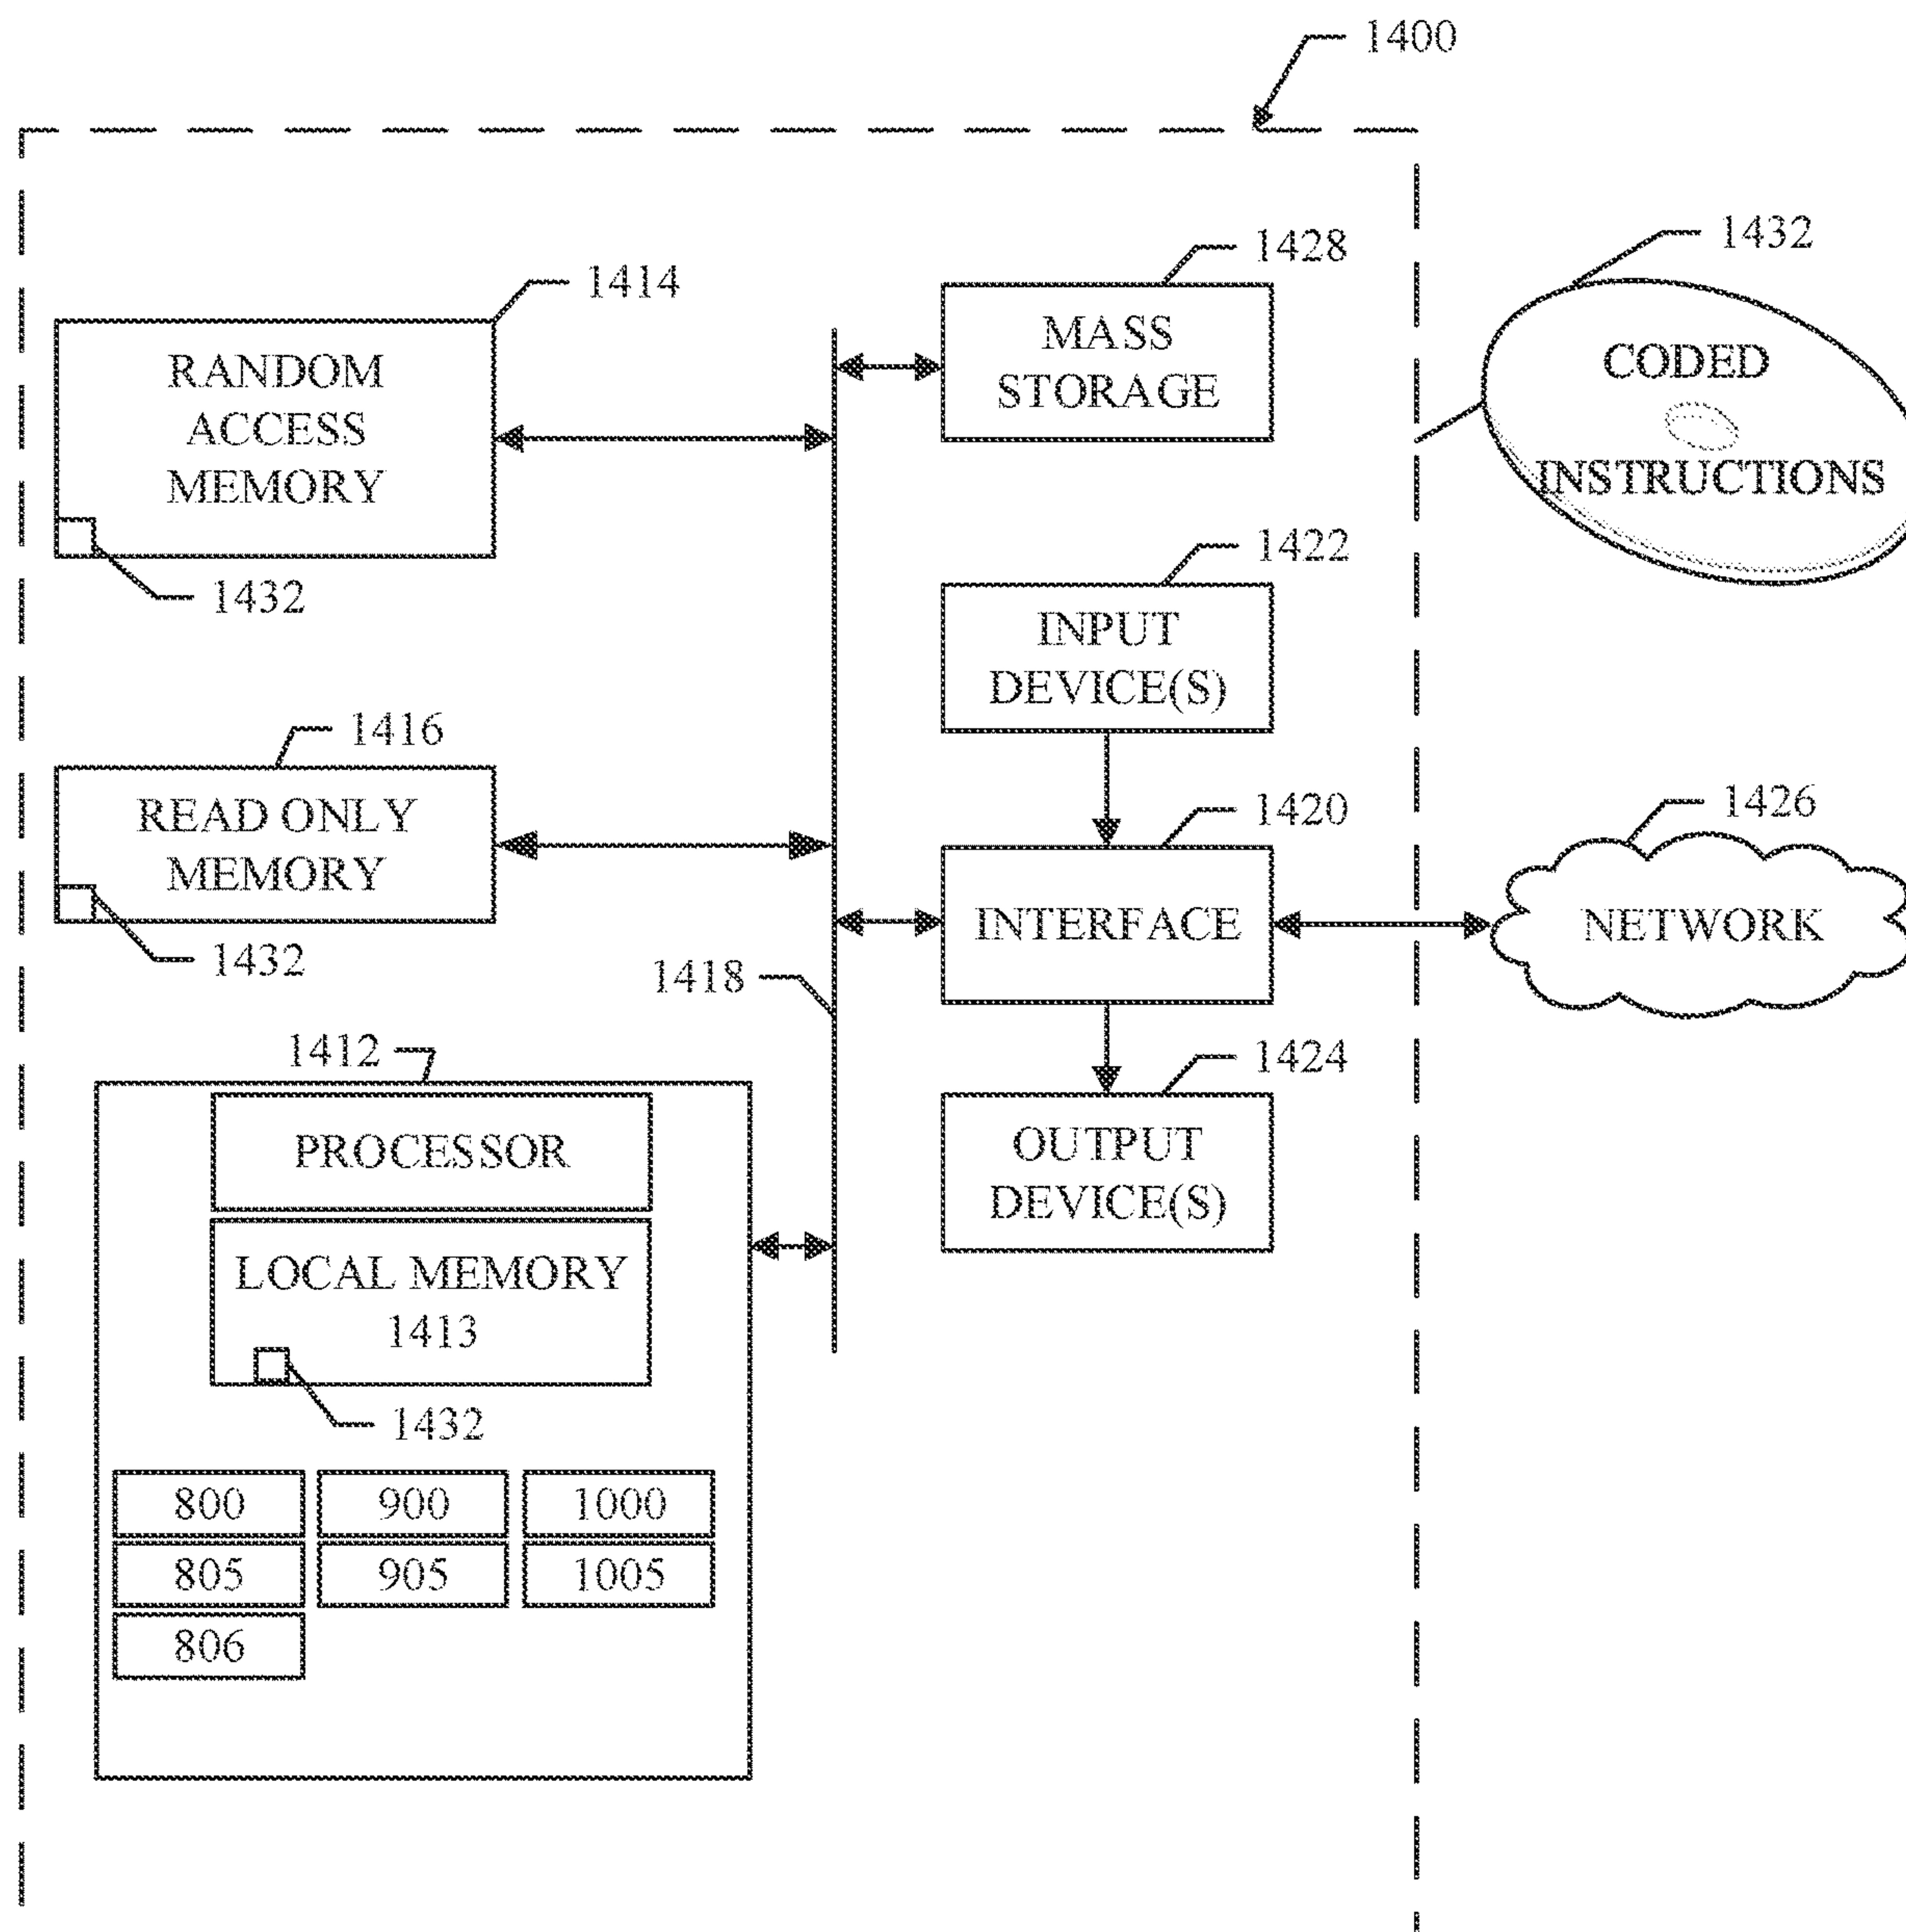 1400
1414
RANDOM
ACCESS
MEMORY
1432
1428
MASS
STORAGE
1432
CODED
INSTRUCTIONS
1422
INPUT
DEVICE(S)
1416
READ ONLY
MEMORY
1432
1420
INTERFACE
1426
NETWORK
1418
1412
PROCESSOR
LOCAL MEMORY
1413
1432
1424
OUTPUT
DEVICE(S)
800 900 1000
805 905 1005
806